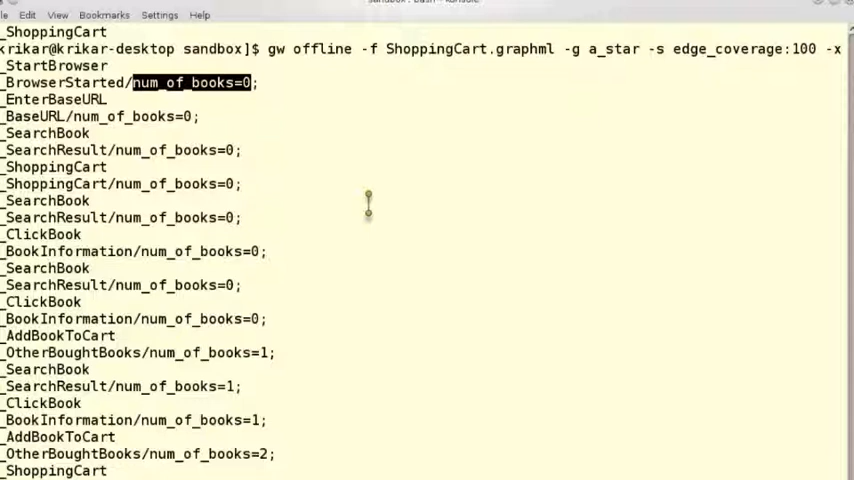 le Edit View Bookmarks Settings Help
_ShoppingCart
krikar@krikar-desktop sandbox]$ gw offline -f ShoppingCart.graphml -g a_star -s edge_coverage:100 -x
_StartBrowser
_BrowserStarted/num_of_books=0;
_EnterBaseURL
_BaseURL/num_of_books=0;
_SearchBook
_SearchResult/num_of_books=0;
_ShoppingCart
_ShoppingCart/num_of_books=0;
_SearchBook
_SearchResult/num_of_books=0;
_ClickBook
_BookInformation/num_of_books=0;
_SearchBook
_SearchResult/num_of_books=0;
_ClickBook
_BookInformation/num_of_books=0;
_AddBookToCart
_OtherBoughtBooks/num_of_books=1;
_SearchBook
_SearchResult/num_of_books=1;
_ClickBook
_BookInformation/num_of_books=1;
_AddBookToCart
_OtherBoughtBooks/num_of_books=2;
_ShoppingCart